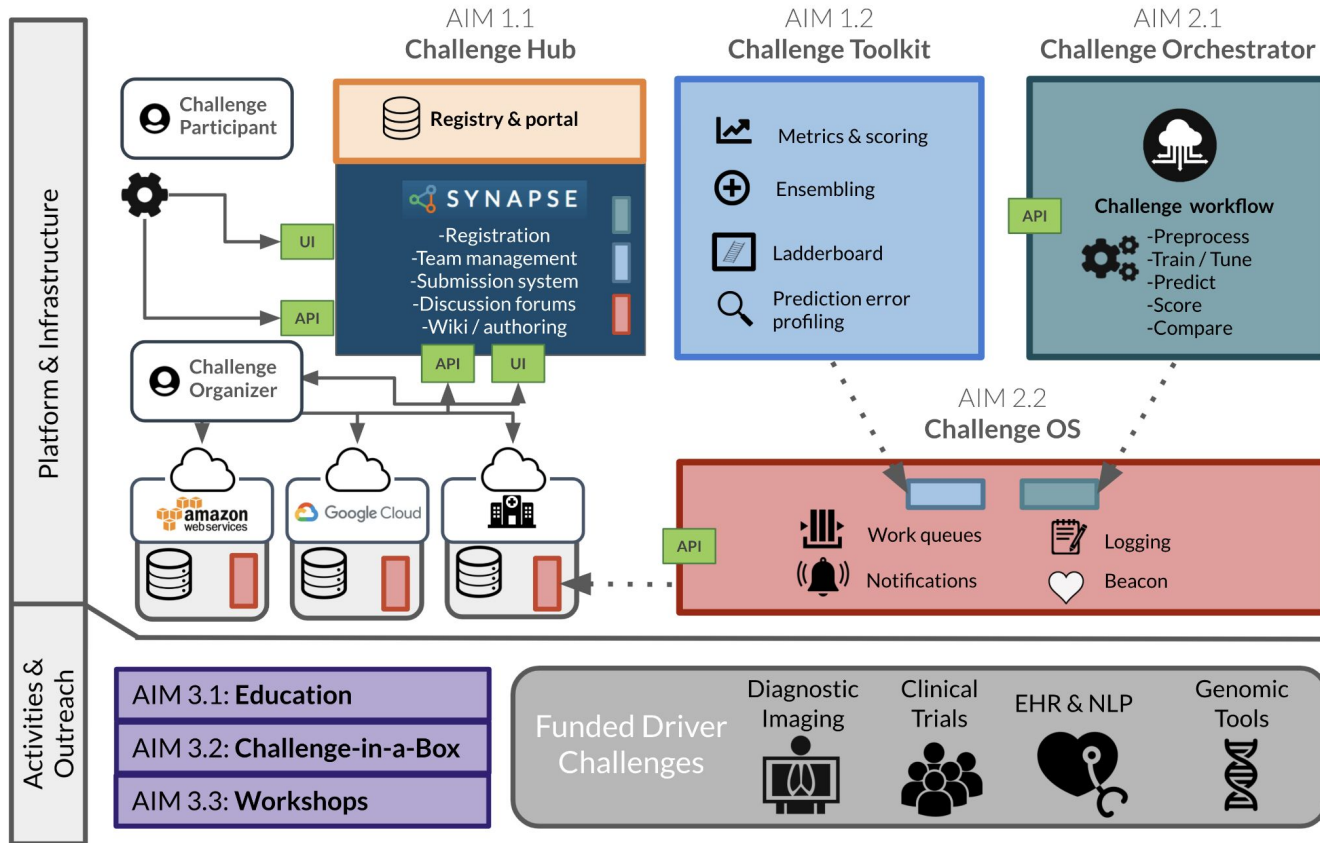 AIM 1.1
Challenge Hub
AIM 1.2
Challenge Toolkit
AIM 2.1
Challenge Orchestrator
Platform & Infrastructure
Challenge
Participant
Registry & portal
SYNAPSE
-Registration
-Team management
-Submission system
-Discussion forums
-Wiki / authoring
UI
API
API
UI
Metrics & scoring
Ensembling
Ladderboard
Prediction error
profiling
API
Challenge workflow
-Preprocess
-Train / Tune
-Predict
-Score
-Compare
Challenge
Organizer
amazon
web services
Google Cloud
AIM 2.2
Challenge OS
API
Work queues
Notifications
Logging
Beacon
Activities &
Outreach
AIM 3.1: Education
AIM 3.2: Challenge-in-a-Box
AIM 3.3: Workshops
Funded Driver
Challenges
Diagnostic
Imaging
Clinical
Trials
EHR & NLP
Genomic
Tools